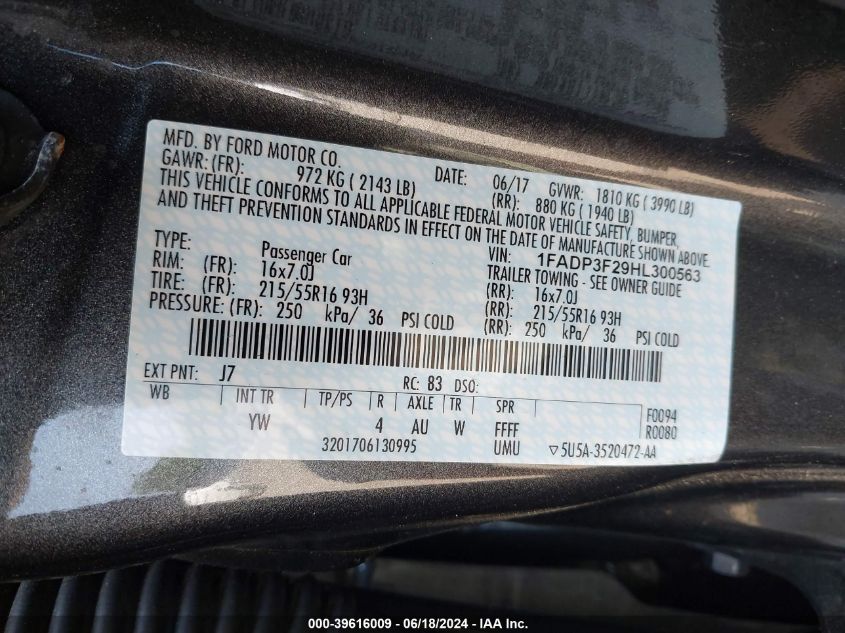 MFD. BY FORD MOTOR CO.
DATE: 06/17 GVWR: 1810 KG ( 3990 LB)
GAWR: (FR): 972 KG ( 2143 LB) (RR): 880 KG ( 1940 LB)
THIS VEHICLE CONFORMS TO ALL APPLICABLE FEDERAL MOTOR VEHICLE SAFETY, BUMPER,
AND THEFT PREVENTION STANDARDS IN EFFECT ON THE DATE OF MANUFACTURE SHOWN ABOVE.
VIN: 1FADP3F29HL300563
TYPE: Passenger Car TRAILER TOWING - SEE OWNER GUIDE
RIM: (FR): 16x7.0J (RR): 16x7.0J
TIRE: (FR): 215/55R16 93H (RR): 215/55R16 93H
PRESSURE: (FR): 250 kPa/ 36 PSI COLD (RR): 250 kPa/ 36 PSI COLD
EXT PNT: J7 RC: 83 DSO:
WB INT TR TP/PS R AXLE TR SPR F0094
YW 4 AU W FFFF R0080
3201706130995 UMU ▽5U5A-3520472-AA
000-39616009 - 06/18/2024 - IAA Inc.